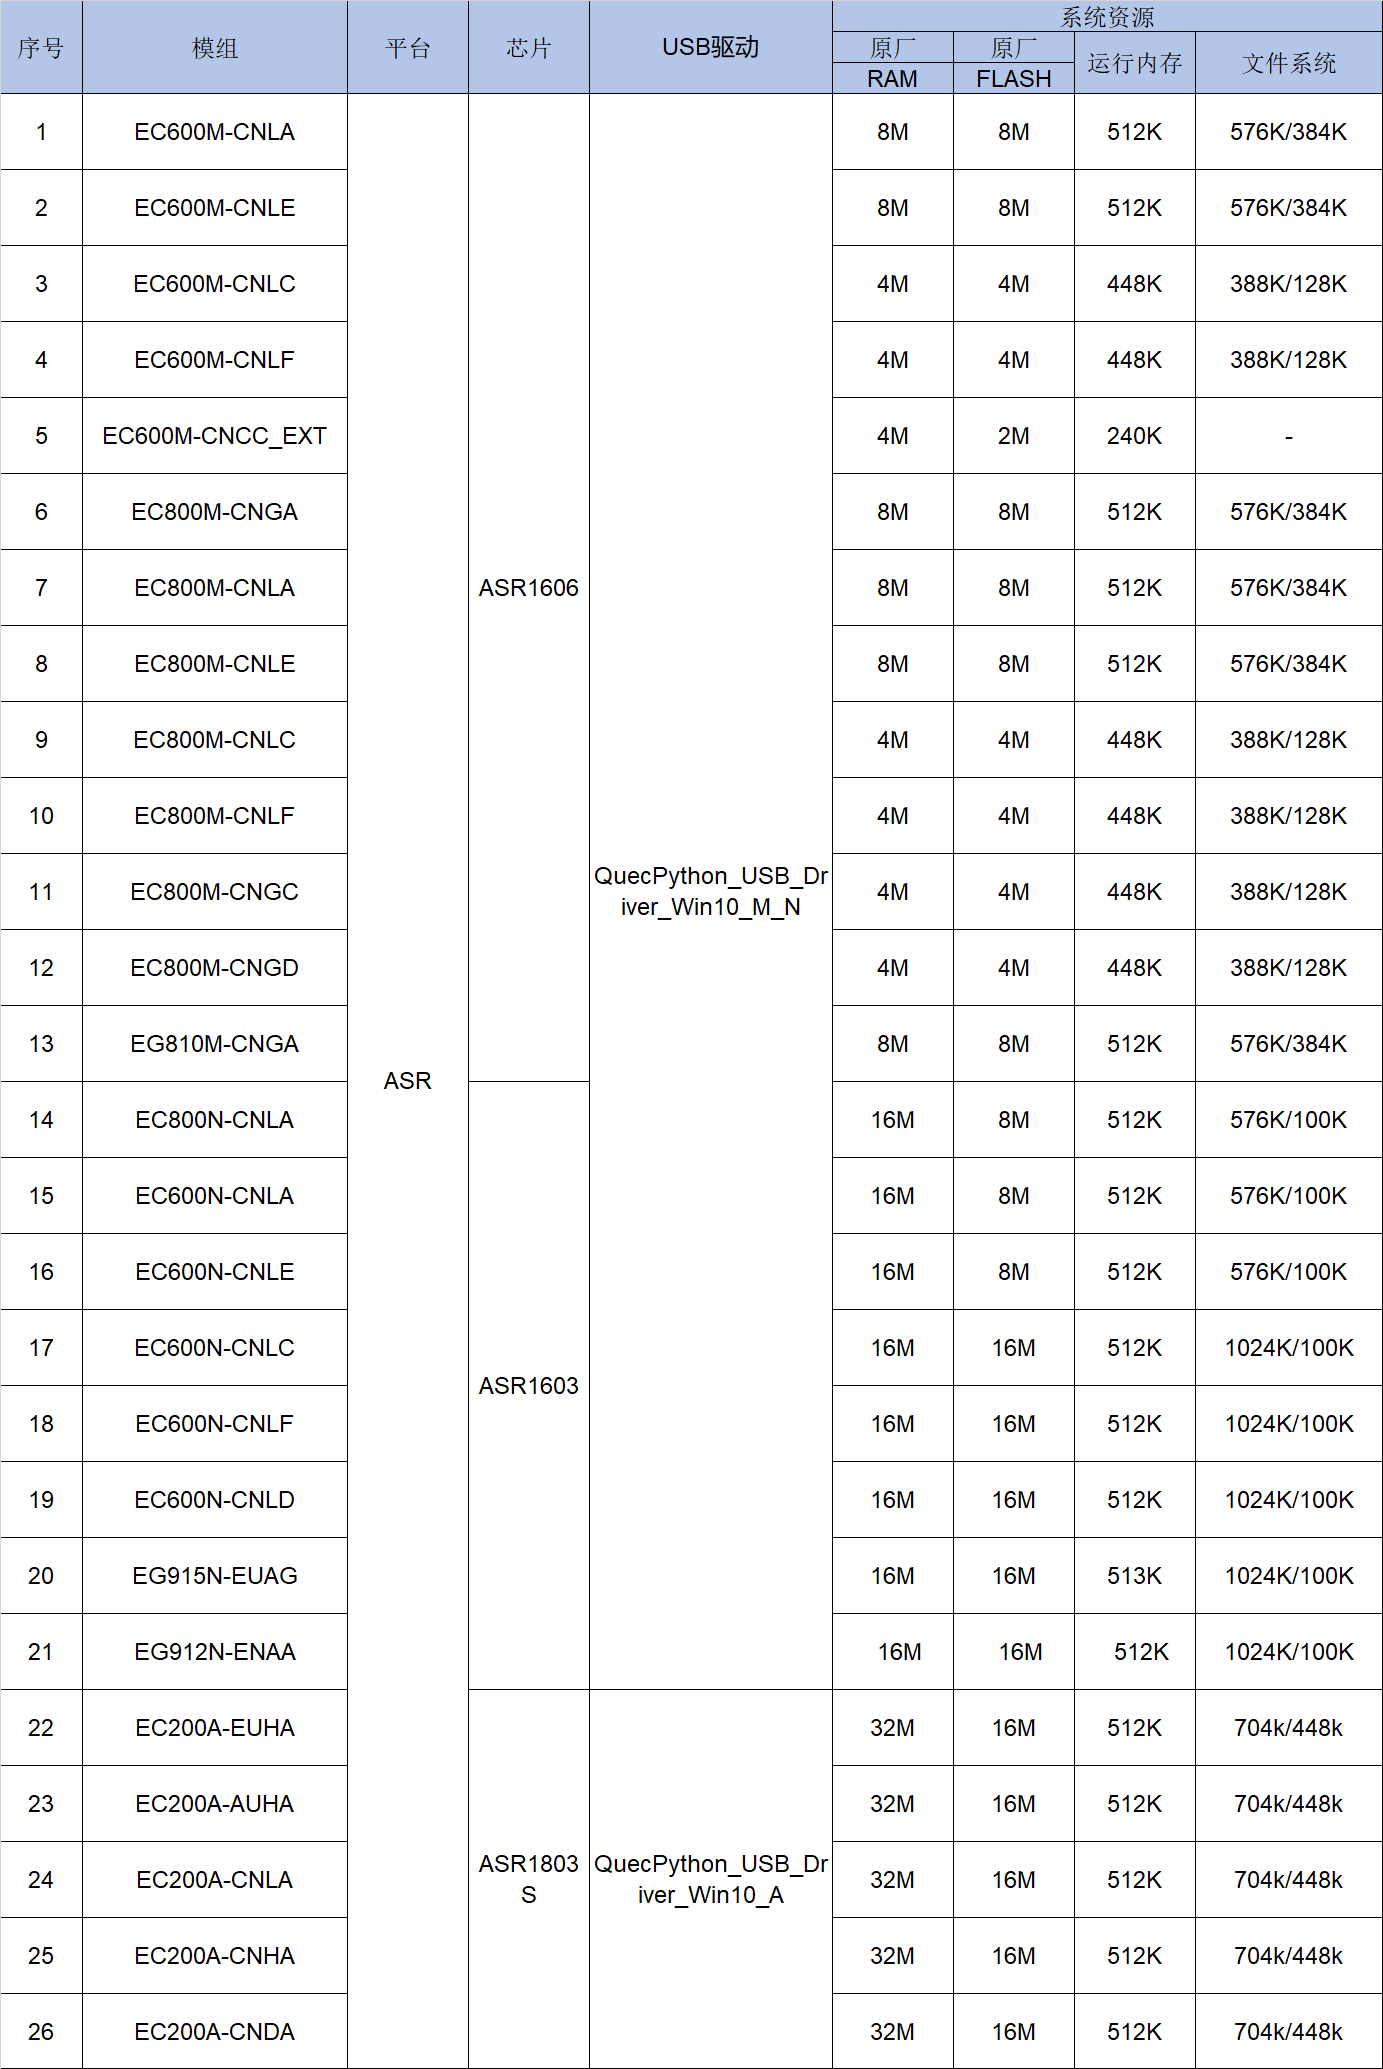 序号 模组 平台 芯片 USB驱动 系统资源
原厂 原厂 运行内存 文件系统
RAM FLASH
1 EC600M-CNLA 8M 8M 512K 576K/384K
2 EC600M-CNLE 8M 8M 512K 576K/384K
3 EC600M-CNLC 4M 4M 448K 388K/128K
4 EC600M-CNLF 4M 4M 448K 388K/128K
5 EC600M-CNCC_EXT 4M 2M 240K -
6 EC800M-CNGA 8M 8M 512K 576K/384K
7 EC800M-CNLA ASR1606 8M 8M 512K 576K/384K
8 EC800M-CNLE 8M 8M 512K 576K/384K
9 EC800M-CNLC 4M 4M 448K 388K/128K
10 EC800M-CNLF 4M 4M 448K 388K/128K
11 EC800M-CNGC QuecPython_USB_Dr
iver_Win10_M_N 4M 4M 448K 388K/128K
12 EC800M-CNGD 4M 4M 448K 388K/128K
13 EG810M-CNGA 8M 8M 512K 576K/384K
ASR
14 EC800N-CNLA 16M 8M 512K 576K/100K
15 EC600N-CNLA 16M 8M 512K 576K/100K
16 EC600N-CNLE 16M 8M 512K 576K/100K
17 EC600N-CNLC 16M 16M 512K 1024K/100K
ASR1603
18 EC600N-CNLF 16M 16M 512K 1024K/100K
19 EC600N-CNLD 16M 16M 512K 1024K/100K
20 EG915N-EUAG 16M 16M 513K 1024K/100K
21 EG912N-ENAA 16M 16M 512K 1024K/100K
22 EC200A-EUHA 32M 16M 512K 704k/448k
23 EC200A-AUHA 32M 16M 512K 704k/448k
24 EC200A-CNLA ASR1803
S QuecPython_USB_Dr
iver_Win10_A 32M 16M 512K 704k/448k
25 EC200A-CNHA 32M 16M 512K 704k/448k
26 EC200A-CNDA 32M 16M 512K 704k/448k